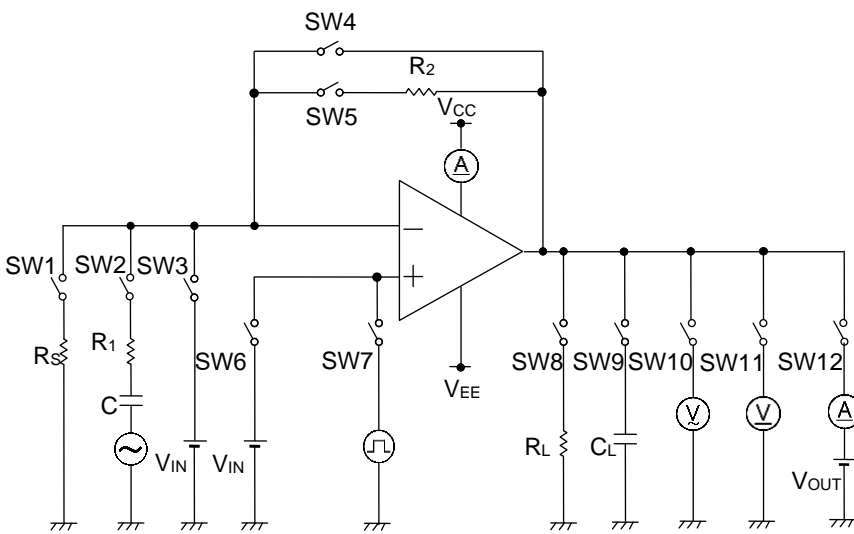 SW4
R2
SW5
VCC
A
SW1 SW2 SW3
RS
R1
C
VIN
VIN
SW6
SW7
VEE
SW8 SW9 SW10 SW11 SW12
V
V
A
RL
CL
VOUT